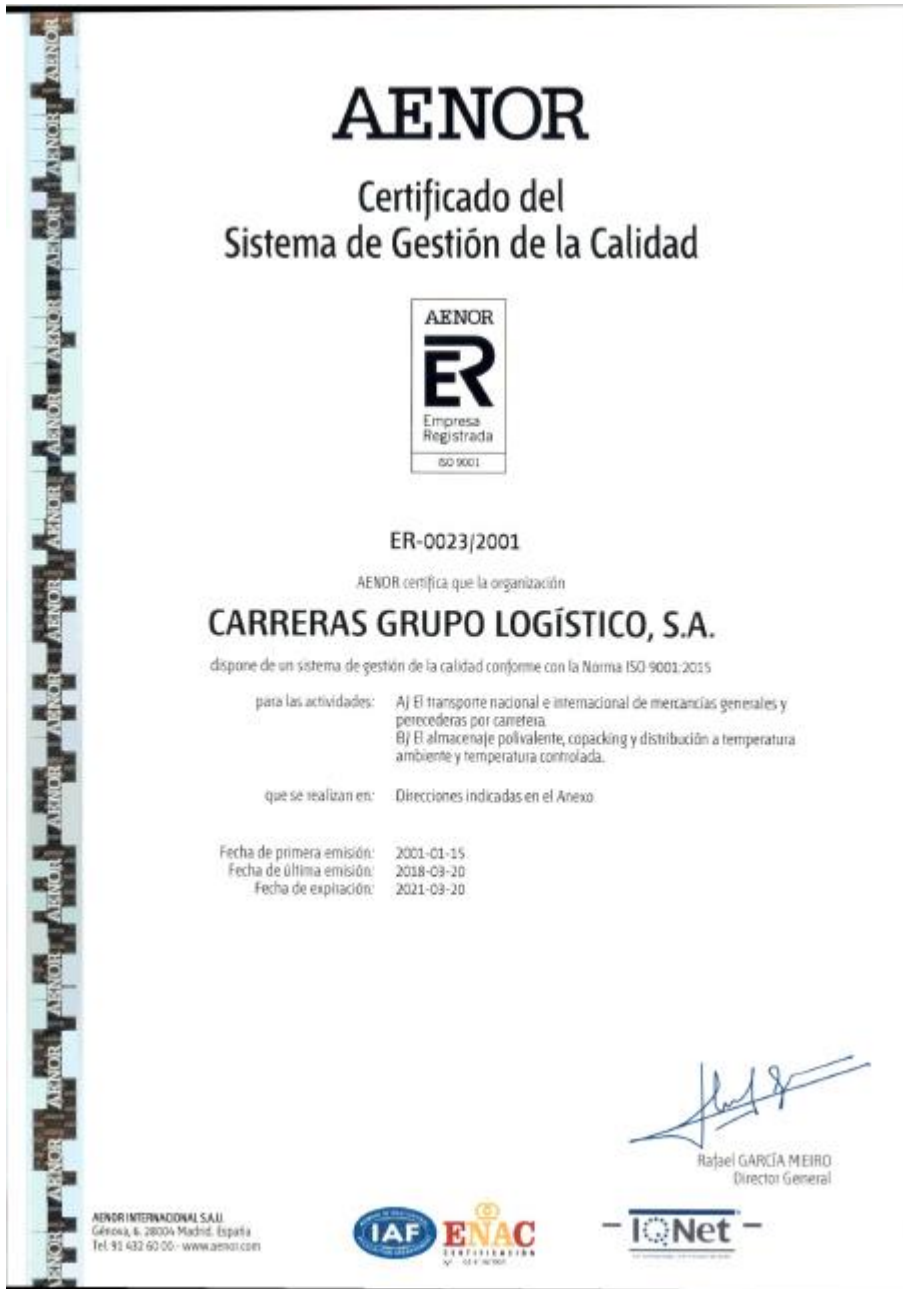 AENOR
Certificado del
Sistema de Gestión de la Calidad
AENOR
ER
Empresa
Registrada
ISO 9001
ER-0023/2001
AENOR certifica que la organización
CARRERAS GRUPO LOGÍSTICO, S.A.
dispone de un sistema de gestión de la calidad conforme con la Norma ISO 9001:2015
para las actividades: A) El transporte nacional e internacional de mercancías generales y
perecederas por carretera.
B) El almacenaje polivalente, copacking y distribución a temperatura
ambiente y temperatura controlada.
que se realizan en: Direcciones indicadas en el Anexo
Fecha de primera emisión: 2001-01-15
Fecha de última emisión: 2018-03-20
Fecha de expiración: 2021-03-20
Rafael GARCÍA MEIRO
Director General
AENOR INTERNACIONAL S.A.U.
Génova, 6. 28004 Madrid. España
Tel. 91 432 60 00.- www.aenor.com
IAF
ENAC
CERTIFICACIÓN
IQNet